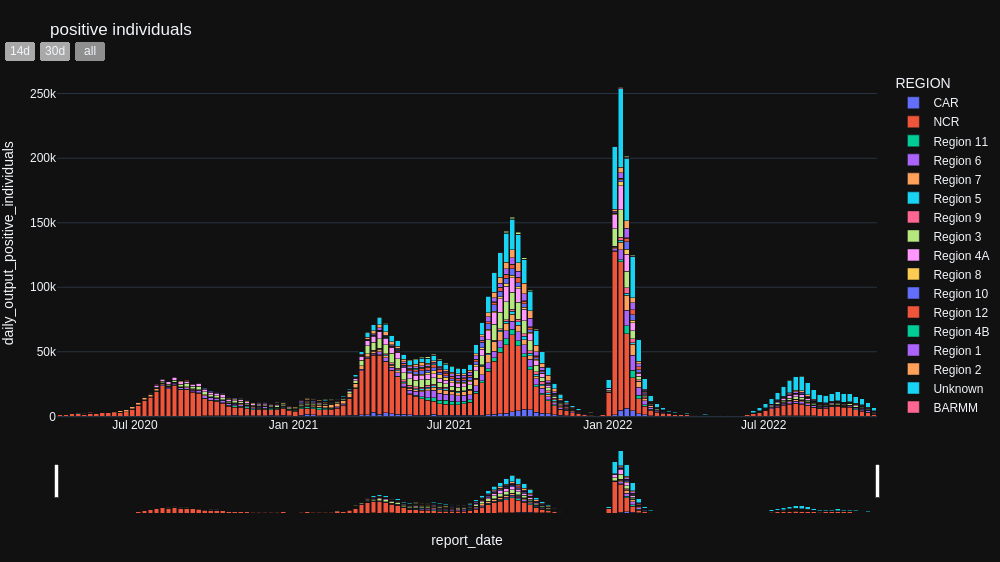 positive individuals
14d 30d all
daily_output_positive_individuals
250k
200k
150k
100k
50k
0
Jul 2020 Jan 2021 Jul 2021 Jan 2022 Jul 2022
report_date
REGION
CAR
NCR
Region 11
Region 6
Region 7
Region 5
Region 9
Region 3
Region 4A
Region 8
Region 10
Region 12
Region 4B
Region 1
Region 2
Unknown
BARMM